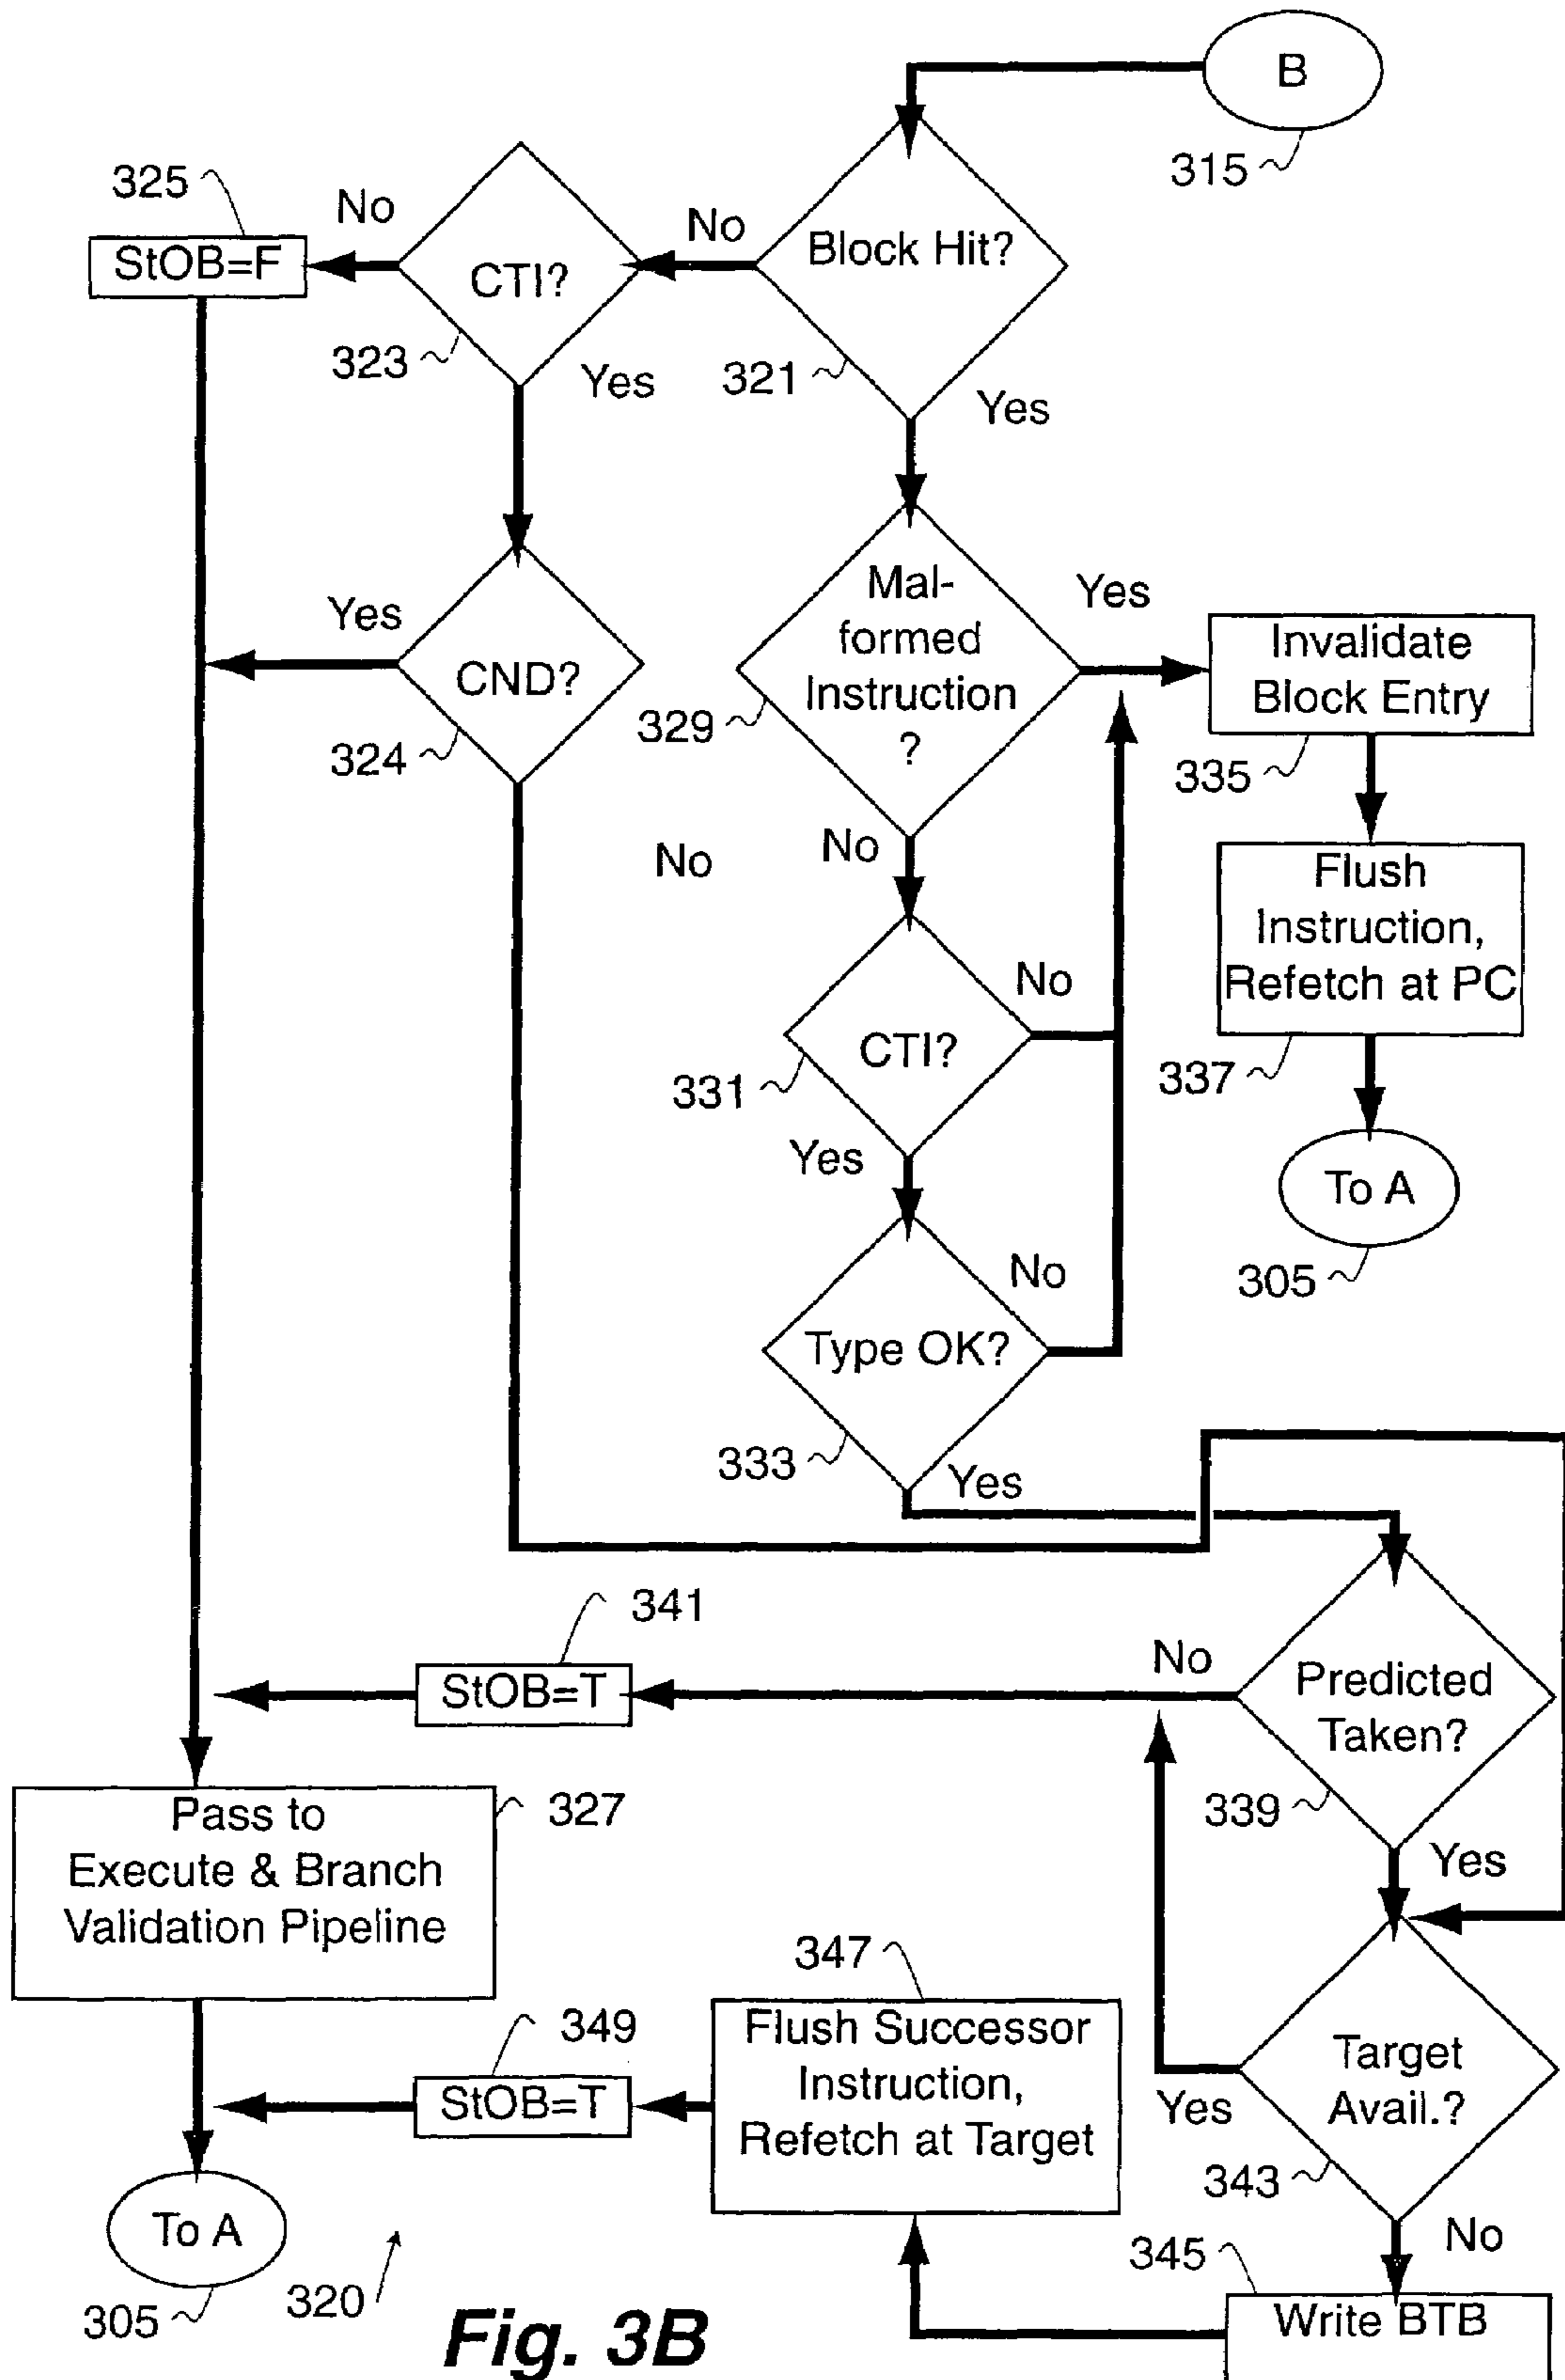 B
315
325
No
No
StOB=F
CTI?
Block Hit?
323
Yes
321
Yes
Yes
CND?
324
Mal-
formed
Instruction
?
329
Yes
Invalidate
Block Entry
335
No
No
Flush
Instruction,
Refetch at PC
337
CTI?
No
331
Yes
To A
305
Type OK?
No
333
Yes
341
StOB=T
No
Predicted
Taken?
339
Yes
Pass to
Execute & Branch
Validation Pipeline
327
347
Flush Successor
Instruction,
Refetch at Target
349
StOB=T
Target
Avail.?
Yes
343
No
To A
305
320
345
Write BTB
Fig. 3B